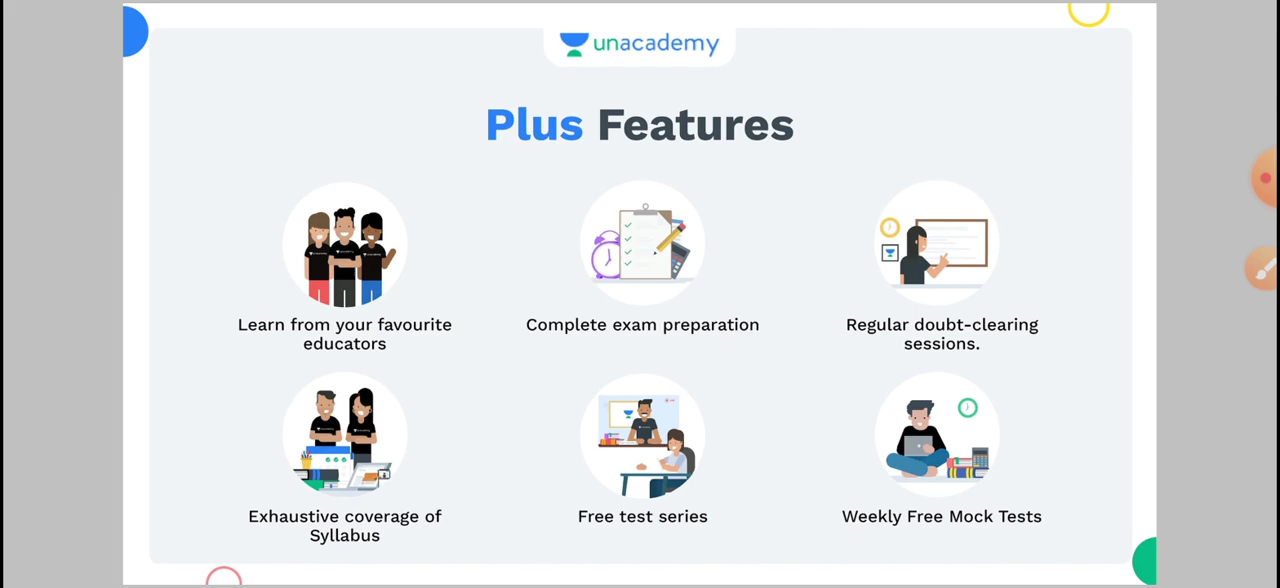 unacademy
Plus Features
Learn from your favourite
educators
Complete exam preparation
Regular doubt-clearing
sessions.
Exhaustive coverage of
Syllabus
Free test series
Weekly Free Mock Tests